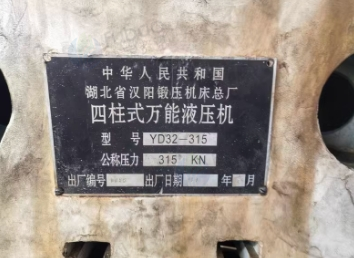 中华人民共和国
湖北省汉阳锻压机床总厂
四柱式万能液压机
型号 YD32-315
公称压力 315 KN
出厂编号 出厂日期 年 月